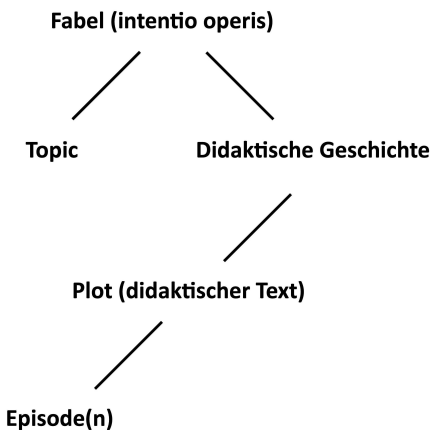 Fabel (intentio operis)
Topic
Didaktische Geschichte
Plot (didaktischer Text)
Episode(n)